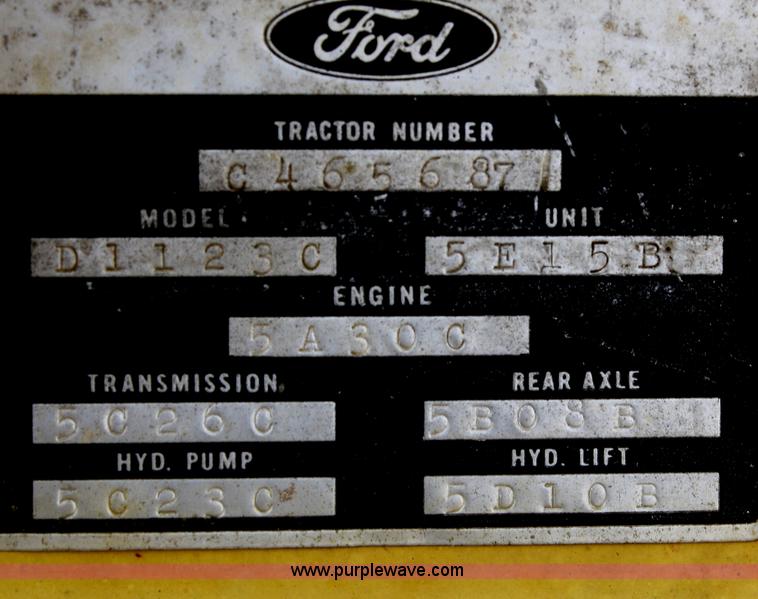 Ford
TRACTOR NUMBER
C465687
MODEL UNIT
D1123C 5E15B
ENGINE
5A30C
TRANSMISSION REAR AXLE
5C26C 5B08B
HYD. PUMP HYD. LIFT
5C23C 5D10B
www.purplewave.com